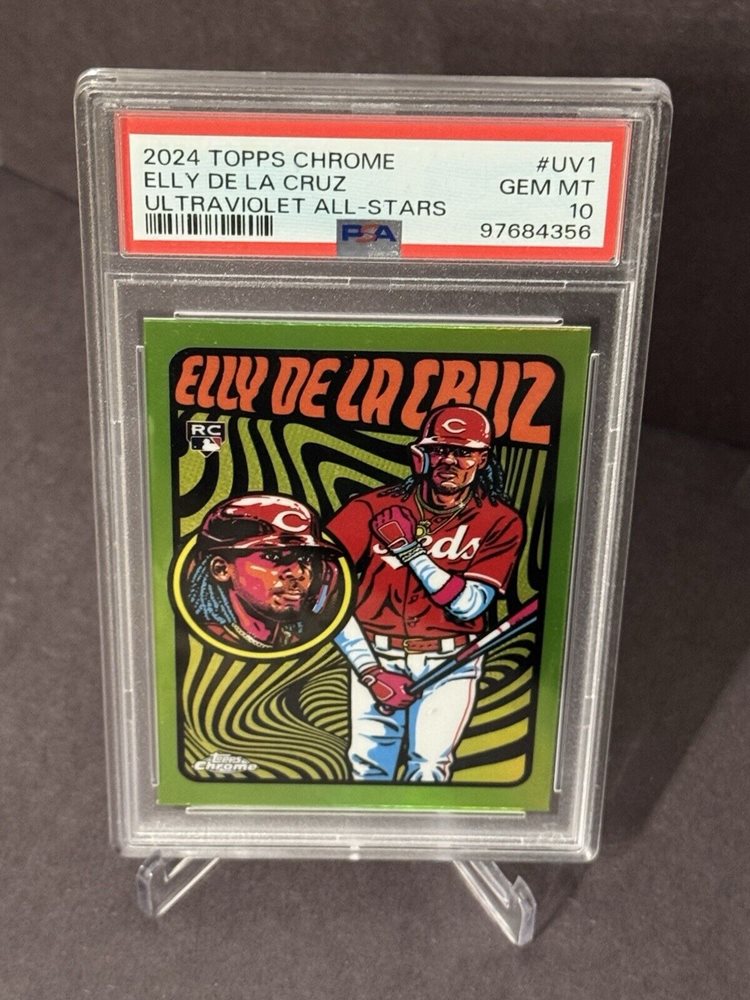 2024 TOPPS CHROME #UV1
ELLY DE LA CRUZ GEM MT
ULTRAVIOLET ALL-STARS 10
PSA 97684356
ELLY DE LA CRUZ
RC
C
Reds
C
Topps
Chrome